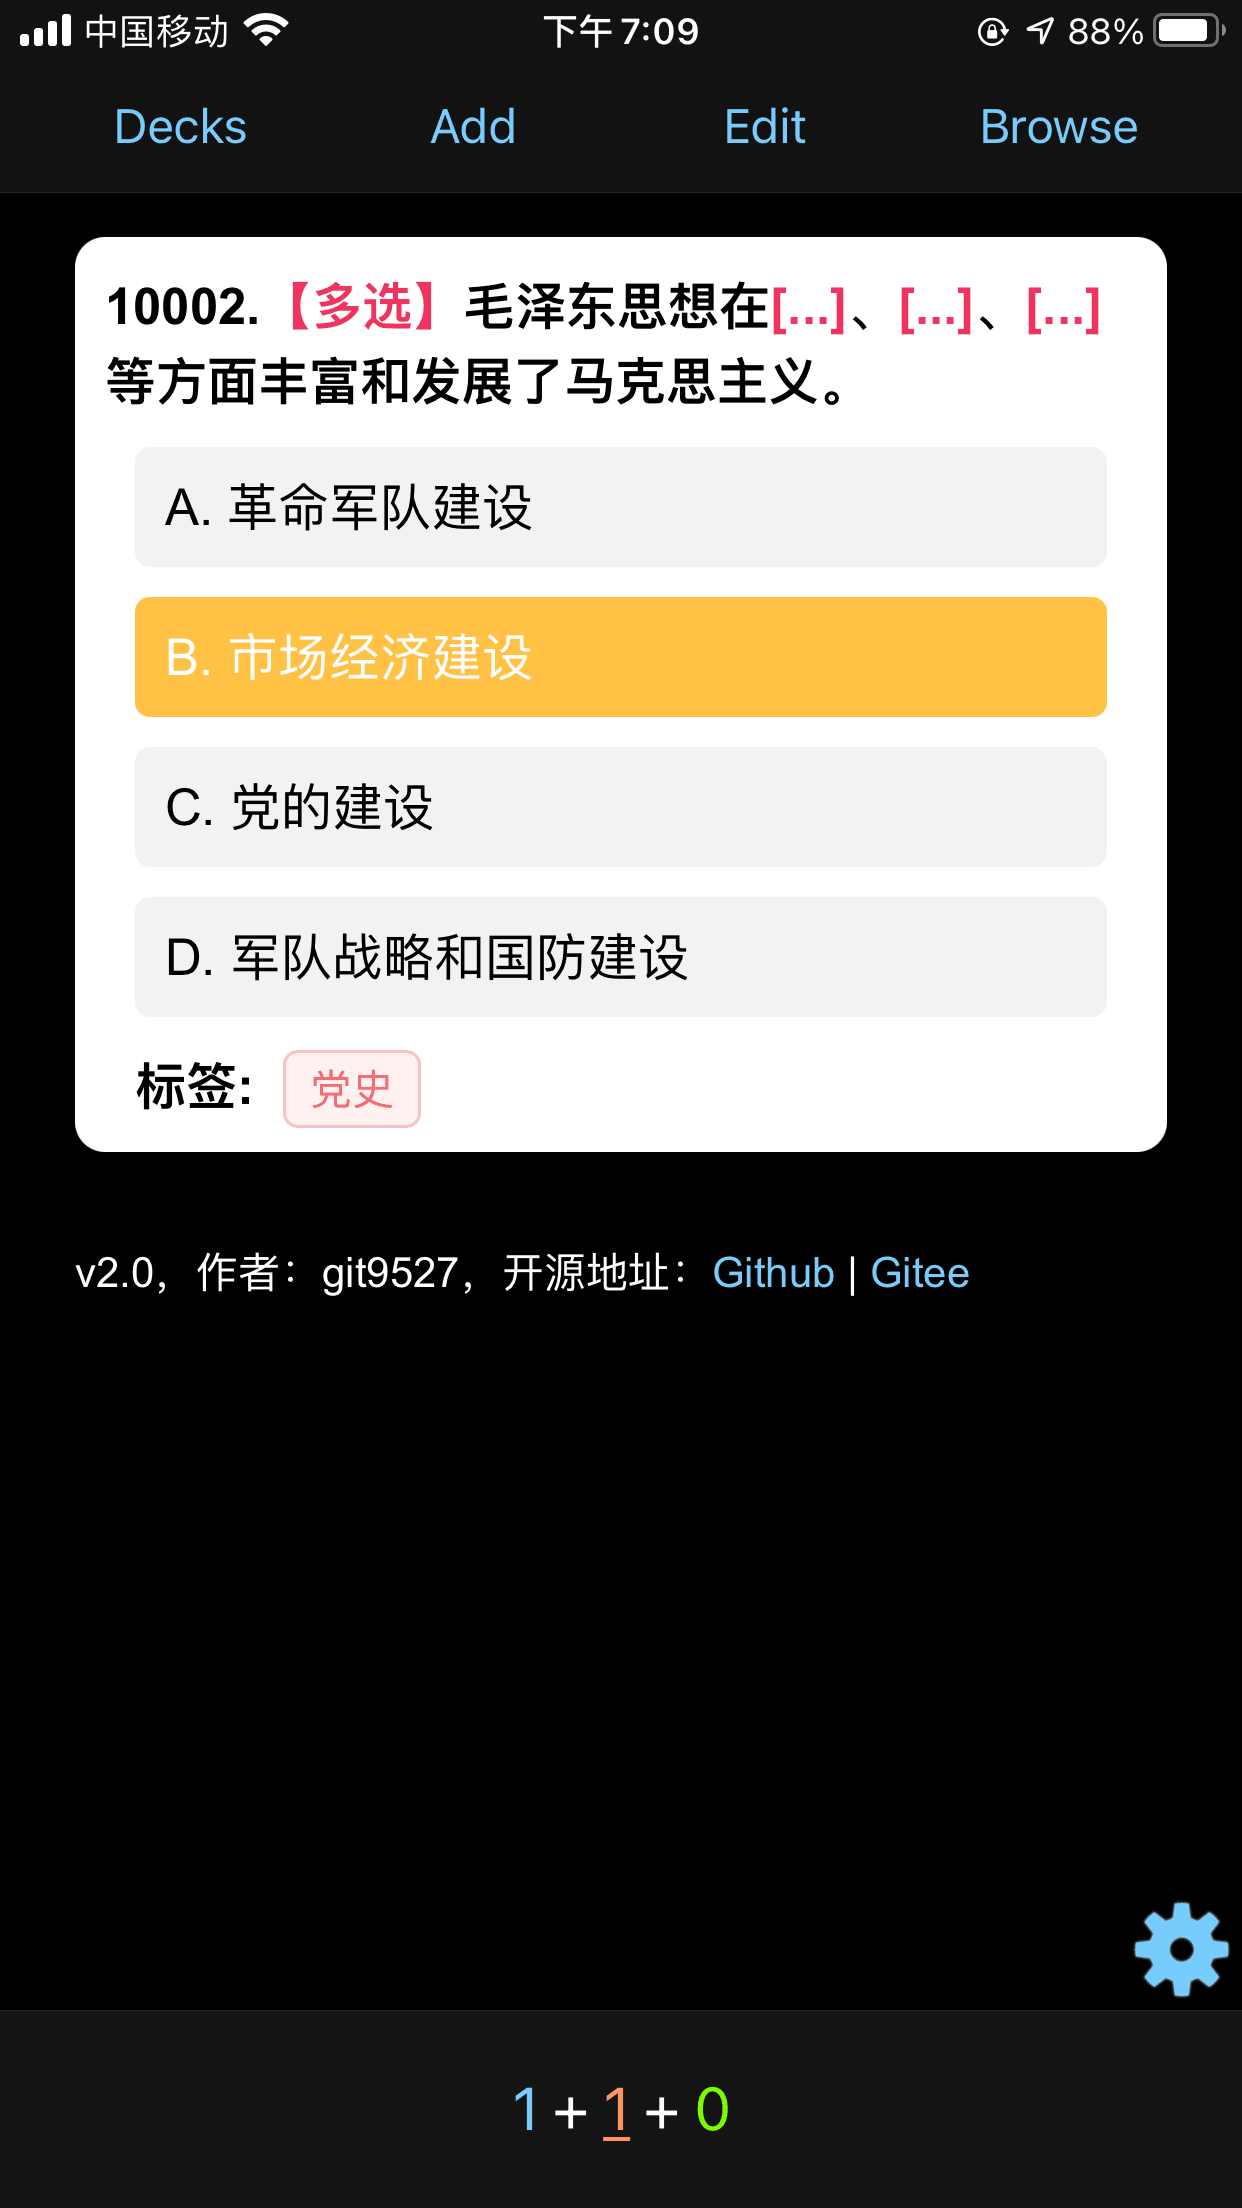 中国移动 下午7:09 88%
Decks Add Edit Browse
10002.【多选】毛泽东思想在[...]、[...]、[...]
等方面丰富和发展了马克思主义。
A. 革命军队建设
B. 市场经济建设
C. 党的建设
D. 军队战略和国防建设
标签: 党史
v2.0，作者：git9527，开源地址：Github | Gitee
1 + 1 + 0